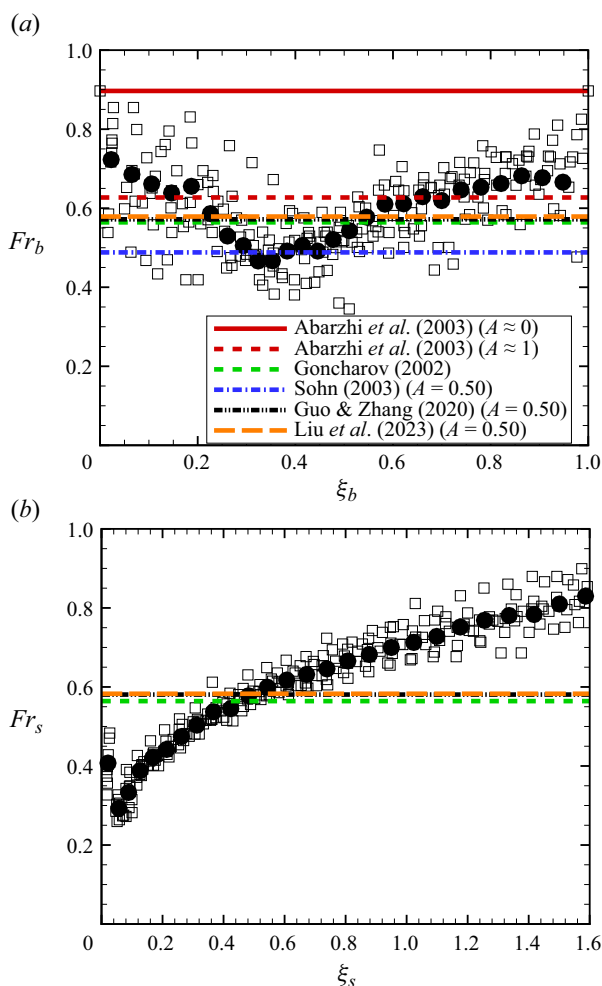 (a)
1.0
0.8
0.6
Fr_b
0.4
0.2
Abarzhi et al. (2003) (A ≈ 0)
Abarzhi et al. (2003) (A ≈ 1)
Goncharov (2002)
Sohn (2003) (A = 0.50)
Guo & Zhang (2020) (A = 0.50)
Liu et al. (2023) (A = 0.50)
0 0.2 0.4 0.6 0.8 1.0
ξ_b
(b)
1.0
0.8
0.6
Fr_s
0.4
0.2
0 0.2 0.4 0.6 0.8 1.0 1.2 1.4 1.6
ξ_s